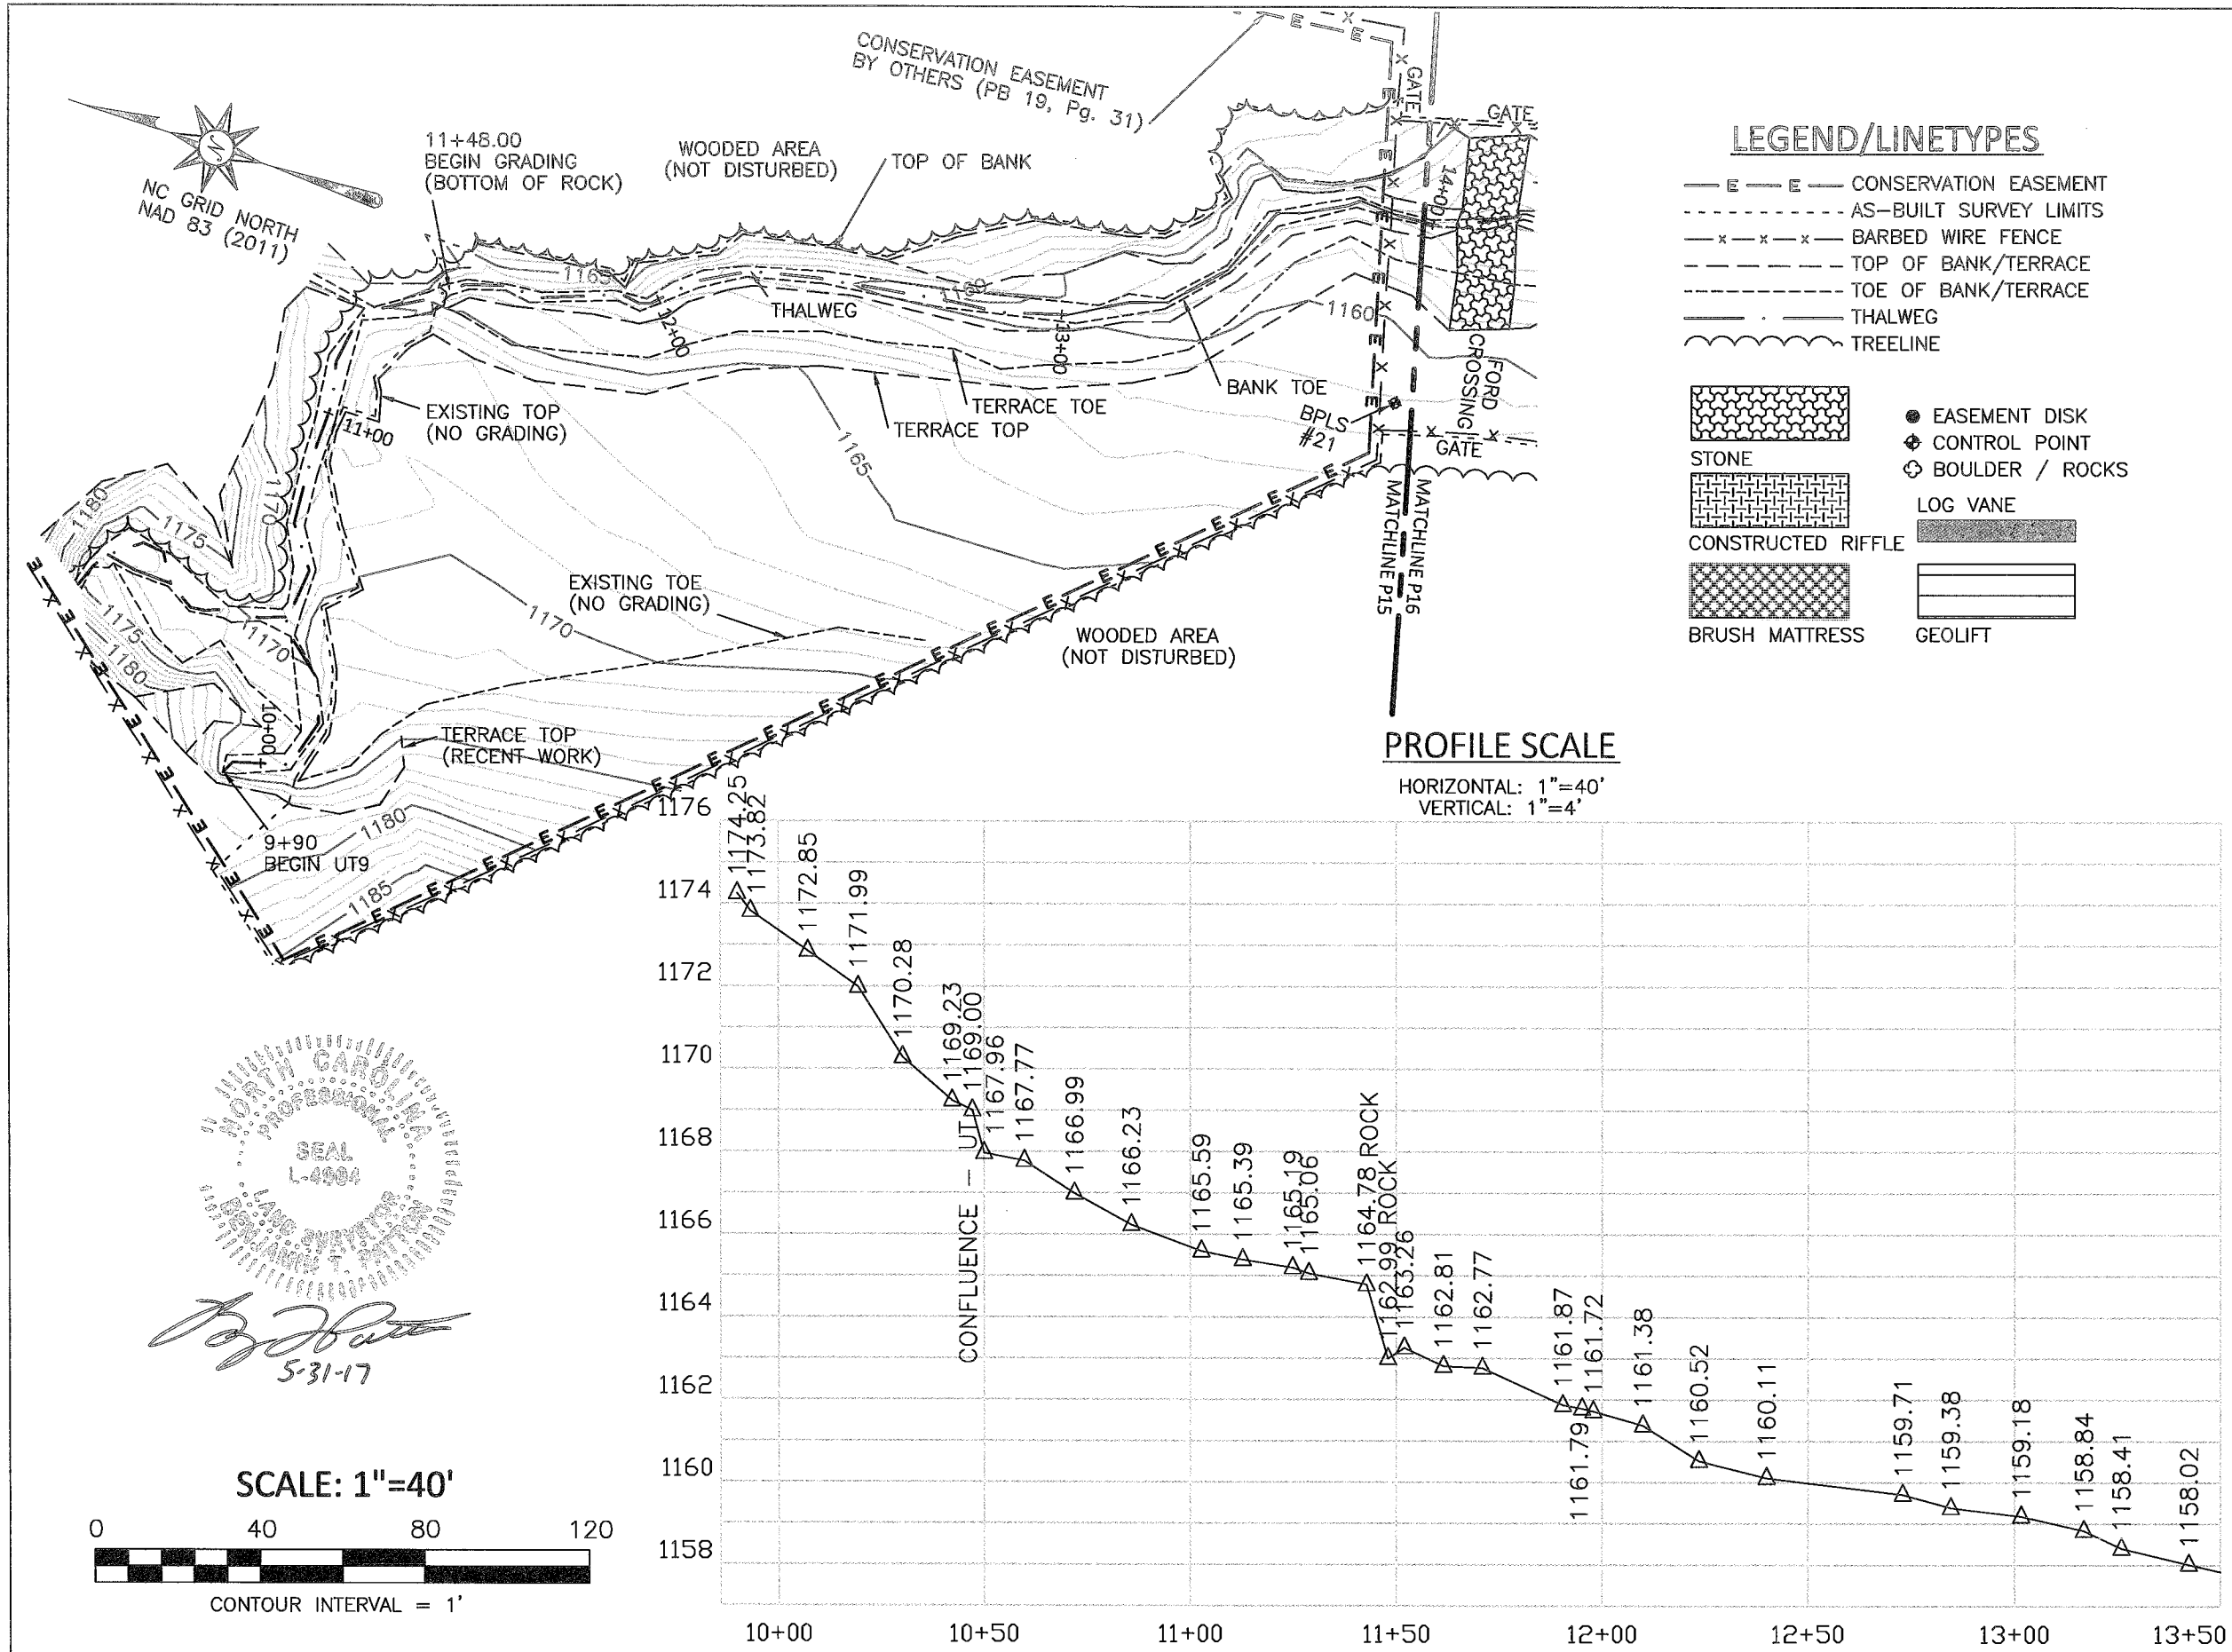 CONSERVATION EASEMENT
BY OTHERS (PB 19, Pg. 31)
E
X
E
E
X
GATE
GATE
NC GRID NORTH
NAD 83 (2011)
11+48.00
BEGIN GRADING
(BOTTOM OF ROCK)
WOODED AREA
(NOT DISTURBED)
TOP OF BANK
14+00
1165
1160
1160
THALWEG
12+00
13+00
BANK TOE
TERRACE TOE
TERRACE TOP
EXISTING TOP
(NO GRADING)
11+00
BPLS
#21
FORD
CROSSING
GATE
MATCHLINE P15
MATCHLINE P16
1165
1180
1175
1170
1170
1175
1180
1170
EXISTING TOE
(NO GRADING)
WOODED AREA
(NOT DISTURBED)
10+00
TERRACE TOP
(RECENT WORK)
9+90
BEGIN UT9
1180
1185
LEGEND/LINETYPES
E E CONSERVATION EASEMENT
AS-BUILT SURVEY LIMITS
x x x BARBED WIRE FENCE
TOP OF BANK/TERRACE
TOE OF BANK/TERRACE
THALWEG
TREELINE
STONE
CONSTRUCTED RIFFLE
BRUSH MATTRESS
EASEMENT DISK
CONTROL POINT
BOULDER / ROCKS
LOG VANE
GEOLIFT
PROFILE SCALE
HORIZONTAL: 1"=40'
VERTICAL: 1"=4'
1176
1174
1172
1170
1168
1166
1164
1162
1160
1158
1174.25
1173.82
1172.85
1171.99
1170.28
1169.23
1169.00
1167.96
1167.77
CONFLUENCE - UT
1166.99
1166.23
1165.59
1165.39
1165.19
1165.06
1164.78 ROCK
1162.99 ROCK
1163.26
1162.81
1162.77
1161.87
1161.79
1161.72
1161.38
1160.52
1160.11
1159.71
1159.38
1159.18
1158.84
1158.41
1158.02
10+00
10+50
11+00
11+50
12+00
12+50
13+00
13+50
NORTH CAROLINA
PROFESSIONAL
SEAL
L-4904
LAND SURVEYOR
BENJAMIN T. PATTON
5-31-17
SCALE: 1"=40'
0 40 80 120
CONTOUR INTERVAL = 1'